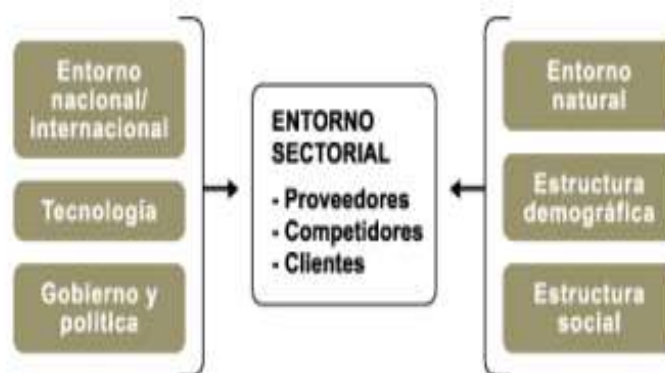 Entorno
nacional/
internacional
Tecnología
Gobierno y
política
ENTORNO
SECTORIAL
- Proveedores
- Competidores
- Clientes
Entorno
natural
Estructura
demográfica
Estructura
social